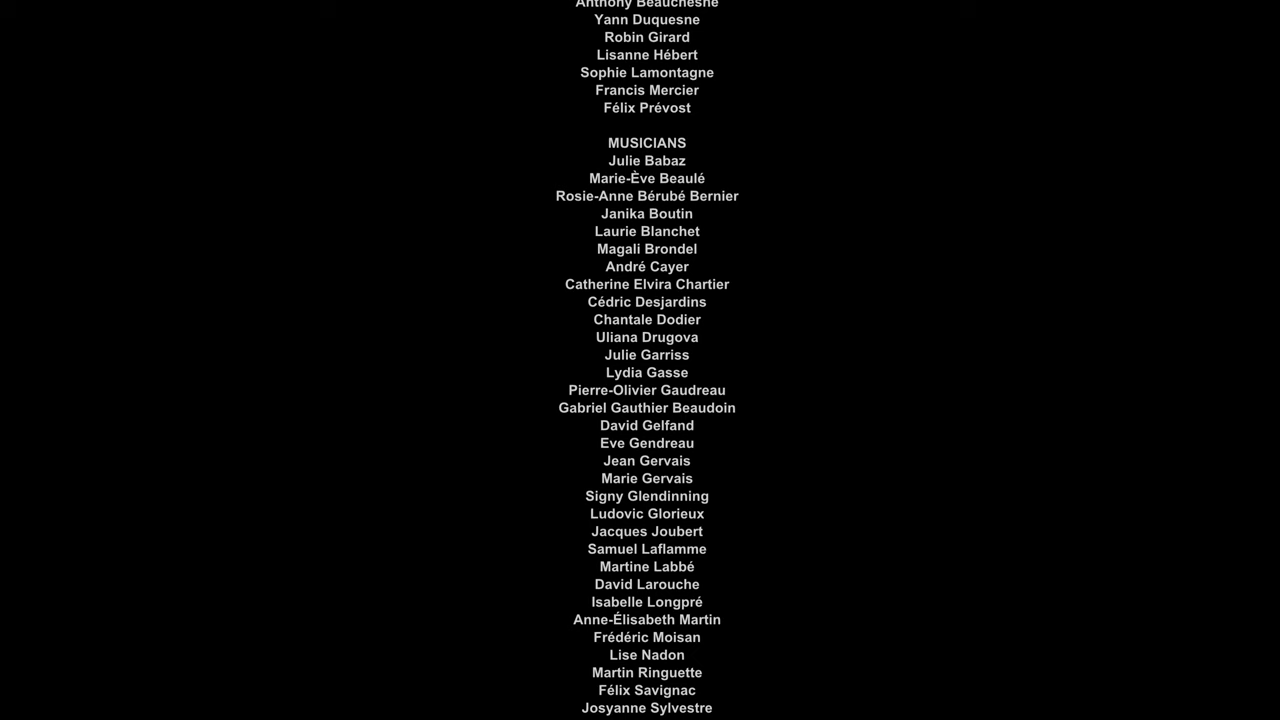 Anthony Beauchesne
Yann Duquesne
Robin Girard
Lisanne Hébert
Sophie Lamontagne
Francis Mercier
Félix Prévost
MUSICIANS
Julie Babaz
Marie-Ève Beaulé
Rosie-Anne Bérubé Bernier
Janika Boutin
Laurie Blanchet
Magali Brondel
André Cayer
Catherine Elvira Chartier
Cédric Desjardins
Chantale Dodier
Uliana Drugova
Julie Garriss
Lydia Gasse
Pierre-Olivier Gaudreau
Gabriel Gauthier Beaudoin
David Gelfand
Eve Gendreau
Jean Gervais
Marie Gervais
Signy Glendinning
Ludovic Glorieux
Jacques Joubert
Samuel Laflamme
Martine Labbé
David Larouche
Isabelle Longpré
Anne-Élisabeth Martin
Frédéric Moisan
Lise Nadon
Martin Ringuette
Félix Savignac
Josyanne Sylvestre